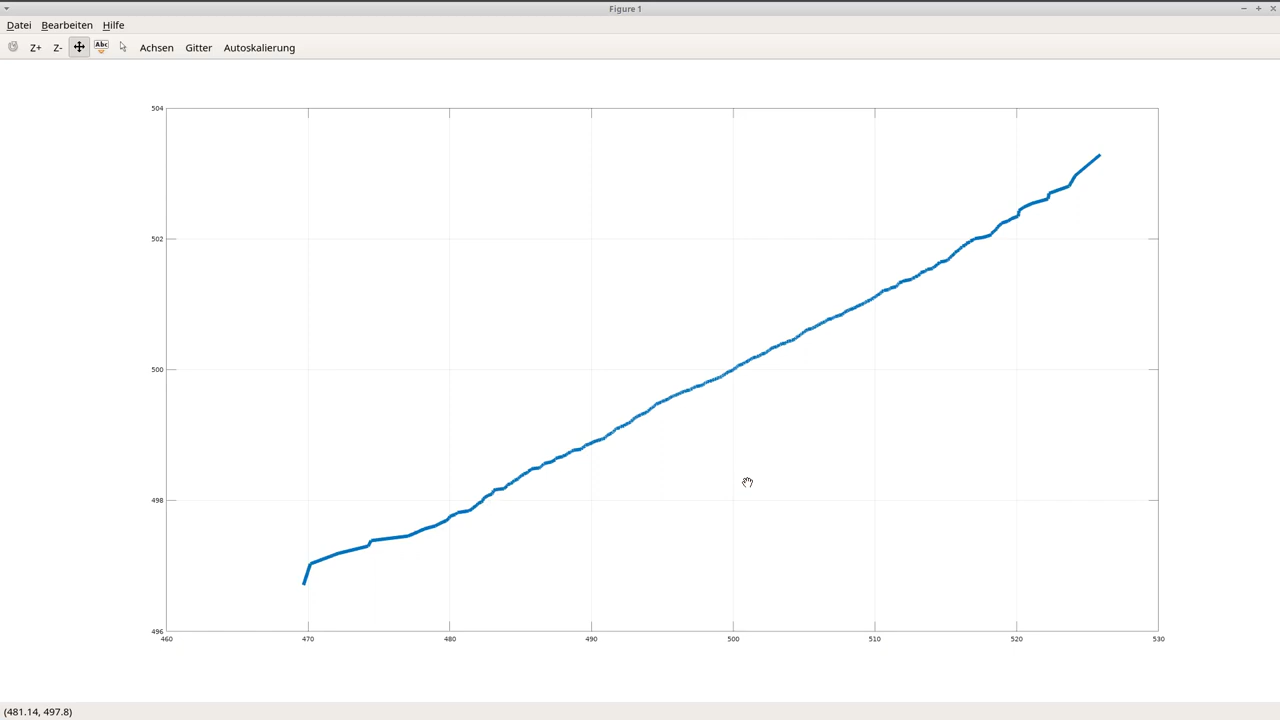 Figure 1
Datei Bearbeiten Hilfe
Z+ Z- Abc Achsen Gitter Autoskalierung
504
502
500
498
496
460 470 480 490 500 510 520 530
(481.14, 497.8)